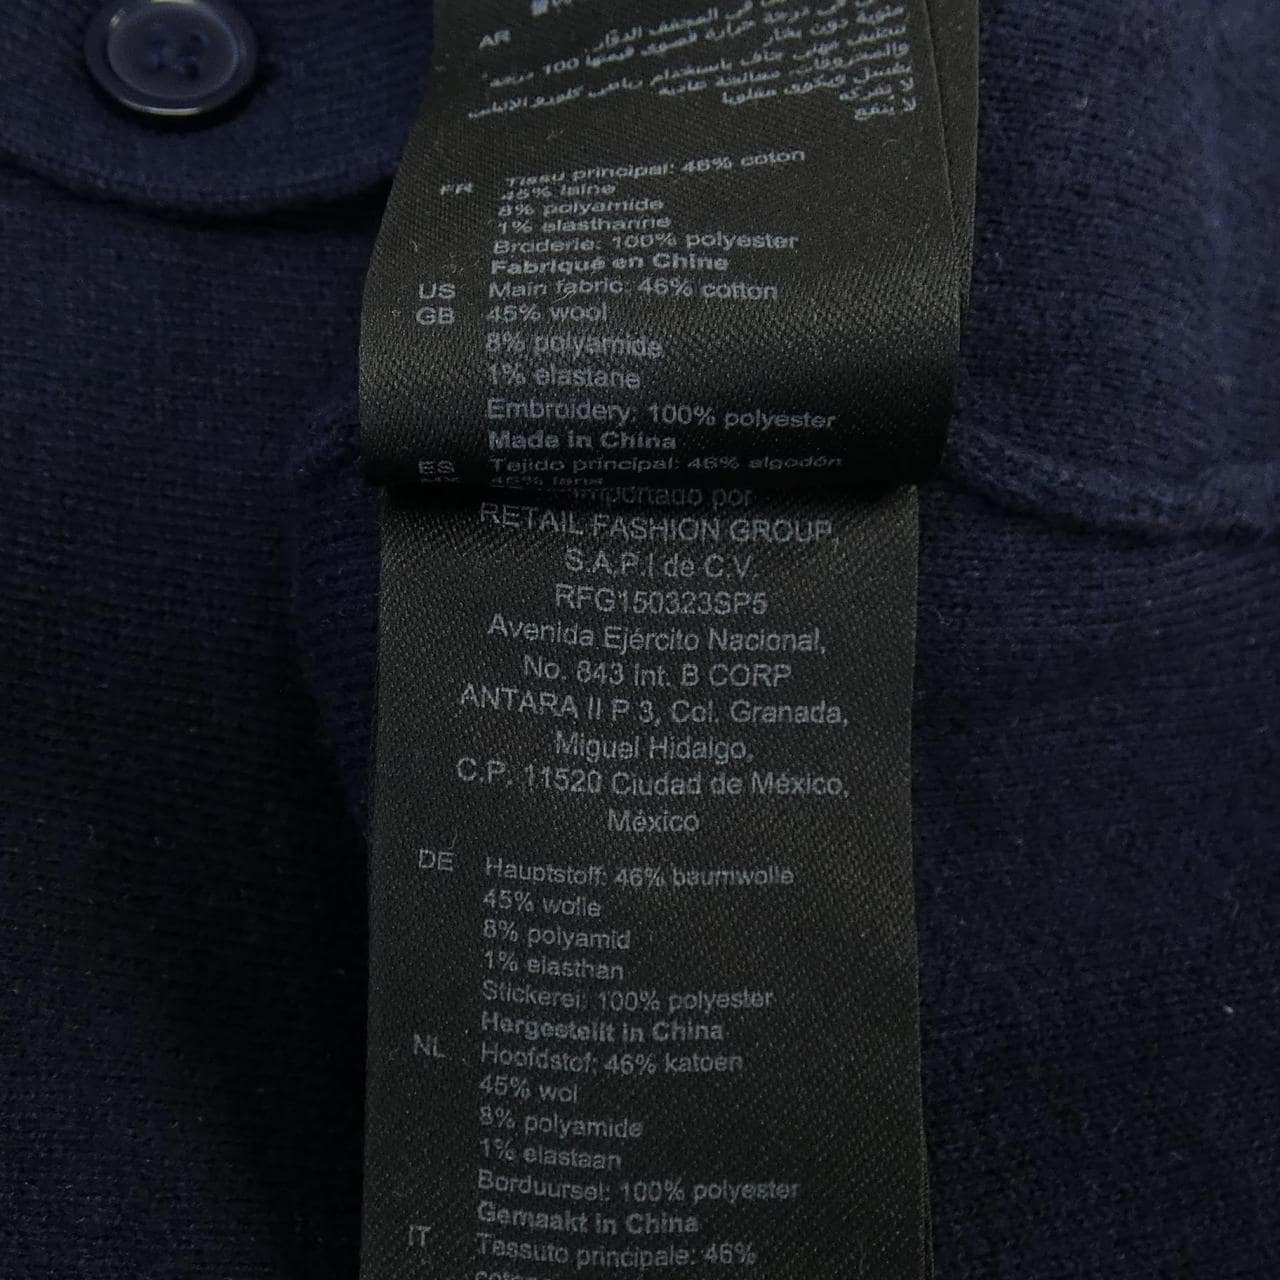 AR
FR Tissu principal: 46% coton
45% laine
8% polyamide
1% elasthanne
Broderie: 100% polyester
Fabriqué en Chine
US Main fabric: 46% cotton
GB 45% wool
8% polyamide
1% elastane
Embroidery: 100% polyester
Made in China
ES Tejido principal: 46% algodón
MX 45% lana
Importado por
RETAIL FASHION GROUP,
S.A.P.I de C.V.
RFG150323SP5
Avenida Ejército Nacional,
No. 843 Int. B CORP
ANTARA II P 3, Col. Granada,
Miguel Hidalgo,
C.P. 11520 Ciudad de México,
México
DE Hauptstoff: 46% baumwolle
45% wolle
8% polyamid
1% elasthan
Stickerei: 100% polyester
Hergestellt in China
NL Hoofdstof: 46% katoen
45% wol
8% polyamide
1% elastaan
Borduursel: 100% polyester
Gemaakt in China
IT Tessuto principale: 46%